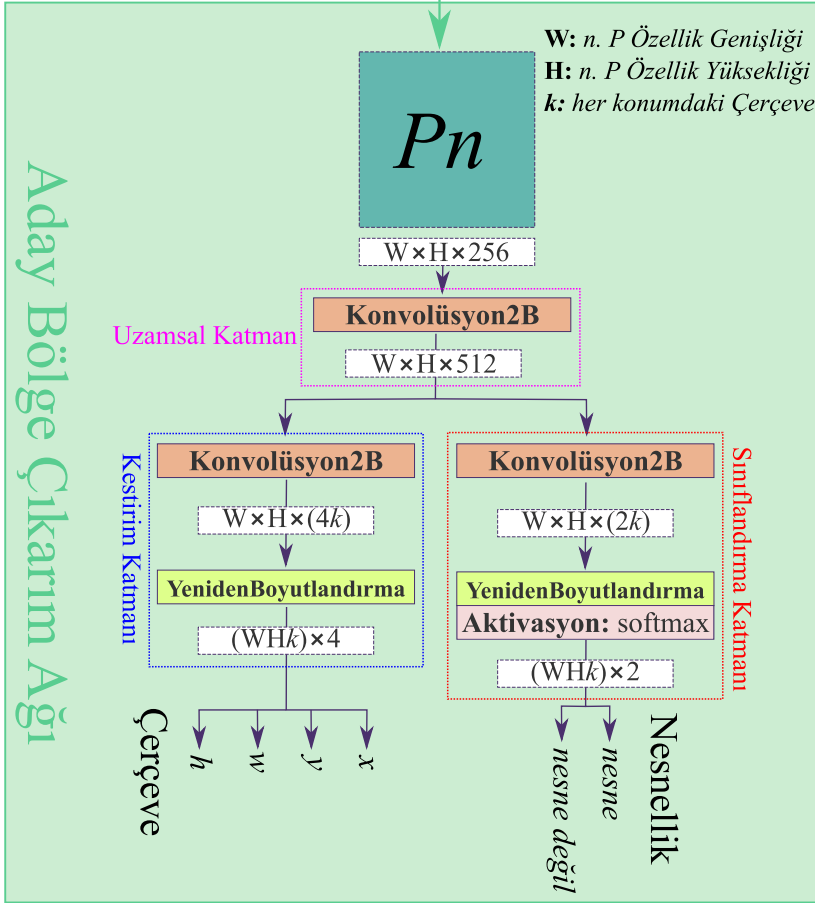 W: n. P Özellik Genişliği
H: n. P Özellik Yüksekliği
k: her konumdaki Çerçeve
Pn
Aday Bölge Çıkarım Ağı
W×H×256
Uzamsal Katman
Konvolüsyon2B
W×H×512
Kestirim Katmanı
Konvolüsyon2B
W×H×(4k)
YenidenBoyutlandırma
(WHk)×4
Çerçeve
h
w
y
x
Sınıflandırma Katmanı
Konvolüsyon2B
W×H×(2k)
YenidenBoyutlandırma
Aktivasyon: softmax
(WHk)×2
nesne değil
nesne
Nesnellik